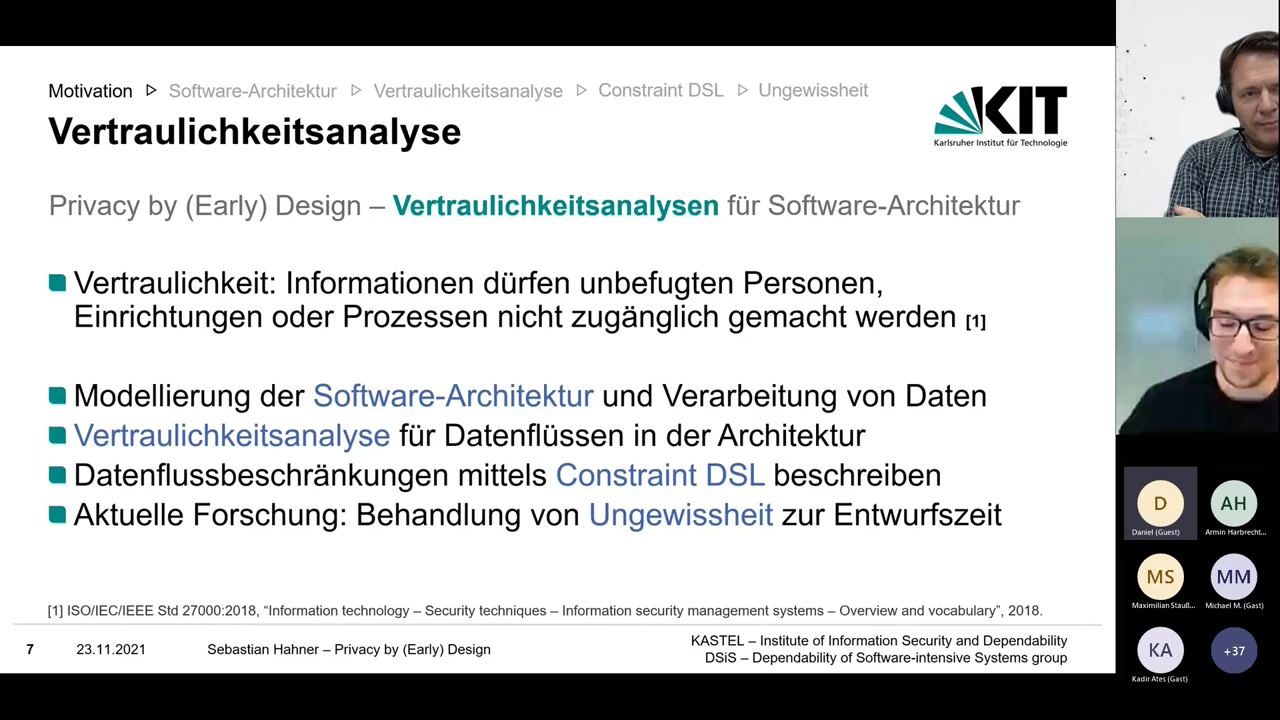 Motivation ▷ Software-Architektur ▷ Vertraulichkeitsanalyse ▷ Constraint DSL ▷ Ungewissheit
Vertraulichkeitsanalyse
KIT
Karlsruher Institut für Technologie
Privacy by (Early) Design – Vertraulichkeitsanalysen für Software-Architektur
Vertraulichkeit: Informationen dürfen unbefugten Personen,
Einrichtungen oder Prozessen nicht zugänglich gemacht werden [1]
Modellierung der Software-Architektur und Verarbeitung von Daten
Vertraulichkeitsanalyse für Datenflüssen in der Architektur
Datenflussbeschränkungen mittels Constraint DSL beschreiben
Aktuelle Forschung: Behandlung von Ungewissheit zur Entwurfszeit
[1] ISO/IEC/IEEE Std 27000:2018, “Information technology – Security techniques – Information security management systems – Overview and vocabulary”, 2018.
7 23.11.2021 Sebastian Hahner – Privacy by (Early) Design
KASTEL – Institute of Information Security and Dependability
DSiS – Dependability of Software-intensive Systems group
D AH
Daniel (Guest) Armin Harbrecht...
MS MM
Maximilian Stauß... Michael M. (Gast)
KA +37
Kadir Ates (Gast)